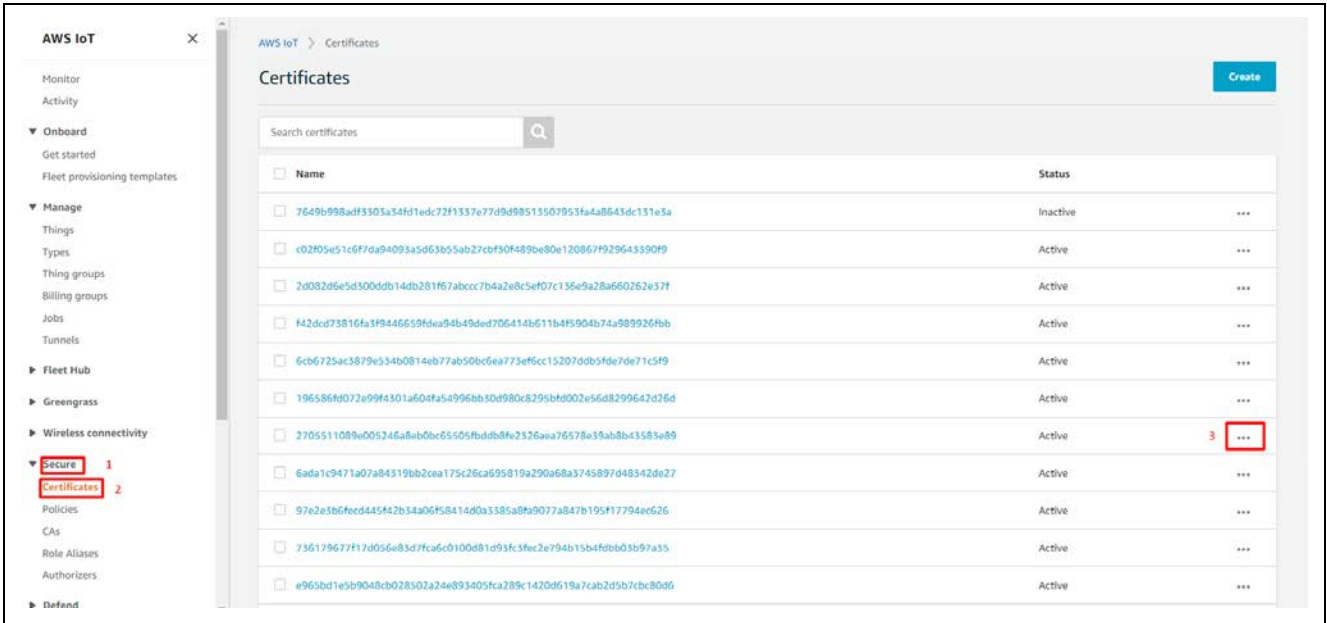 AWS IoT
Monitor
Activity
Onboard
Get started
Fleet provisioning templates
Manage
Things
Types
Thing groups
Billing groups
Jobs
Tunnels
Fleet Hub
Greengrass
Wireless connectivity
Secure 1
Certificates 2
Policies
CAs
Role Aliases
Authorizers
Defend
AWS IoT > Certificates
Certificates
Create
Search certificates
Name Status
7649b998adf3303a34fd1edc72f1337e77d9d98513507953fa4a8643dc131e3a Inactive ...
c02f05e51c6f7da94093a5d63b55ab27cbf30f489be80e120867f929643390f9 Active ...
2d082d6e5d300ddb14db281f67abccc7b4a2e8c5ef07c136e9a28a660262e37f Active ...
f42dcd73816fa3f9446659fdea94b49ded706414b611b4f5904b74a989926fbb Active ...
6cb6725ac3879e534b0814eb77ab50bc6ea773ef6cc15207ddb5fde7de71c5f9 Active ...
196586fd072e99f4301a604fa54996bb30d980c8295bfd002e56d8299642d26d Active ...
2705511089e005246a8eb0bc65505fbddb8fe2326aea76578e39ab8b43583e89 Active 3 ...
6ada1c9471a07a84319bb2cea175c26ca695819a290a68a3745897d48342de27 Active ...
97e2e3b6fecd445f42b34a06f58414d0a3385a8fa9077a847b195f17794ec626 Active ...
736179677f17d056e83d7fca6c0100d81d93fc3fec2e794b15b4fdbb03b97a35 Active ...
e965bd1e5b9048cb028502a24e893405fca289c1420d619a7cab2d5b7cbc80d6 Active ...